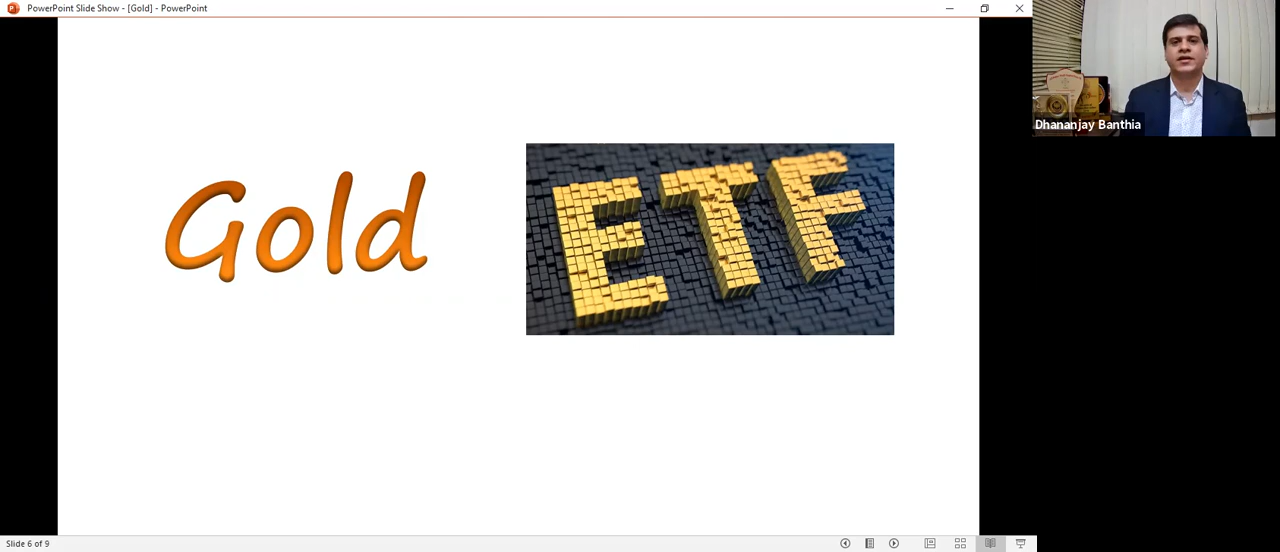 PowerPoint Slide Show - [Gold] - PowerPoint
Gold
ETF
Dhananjay Banthia
Slide 6 of 9